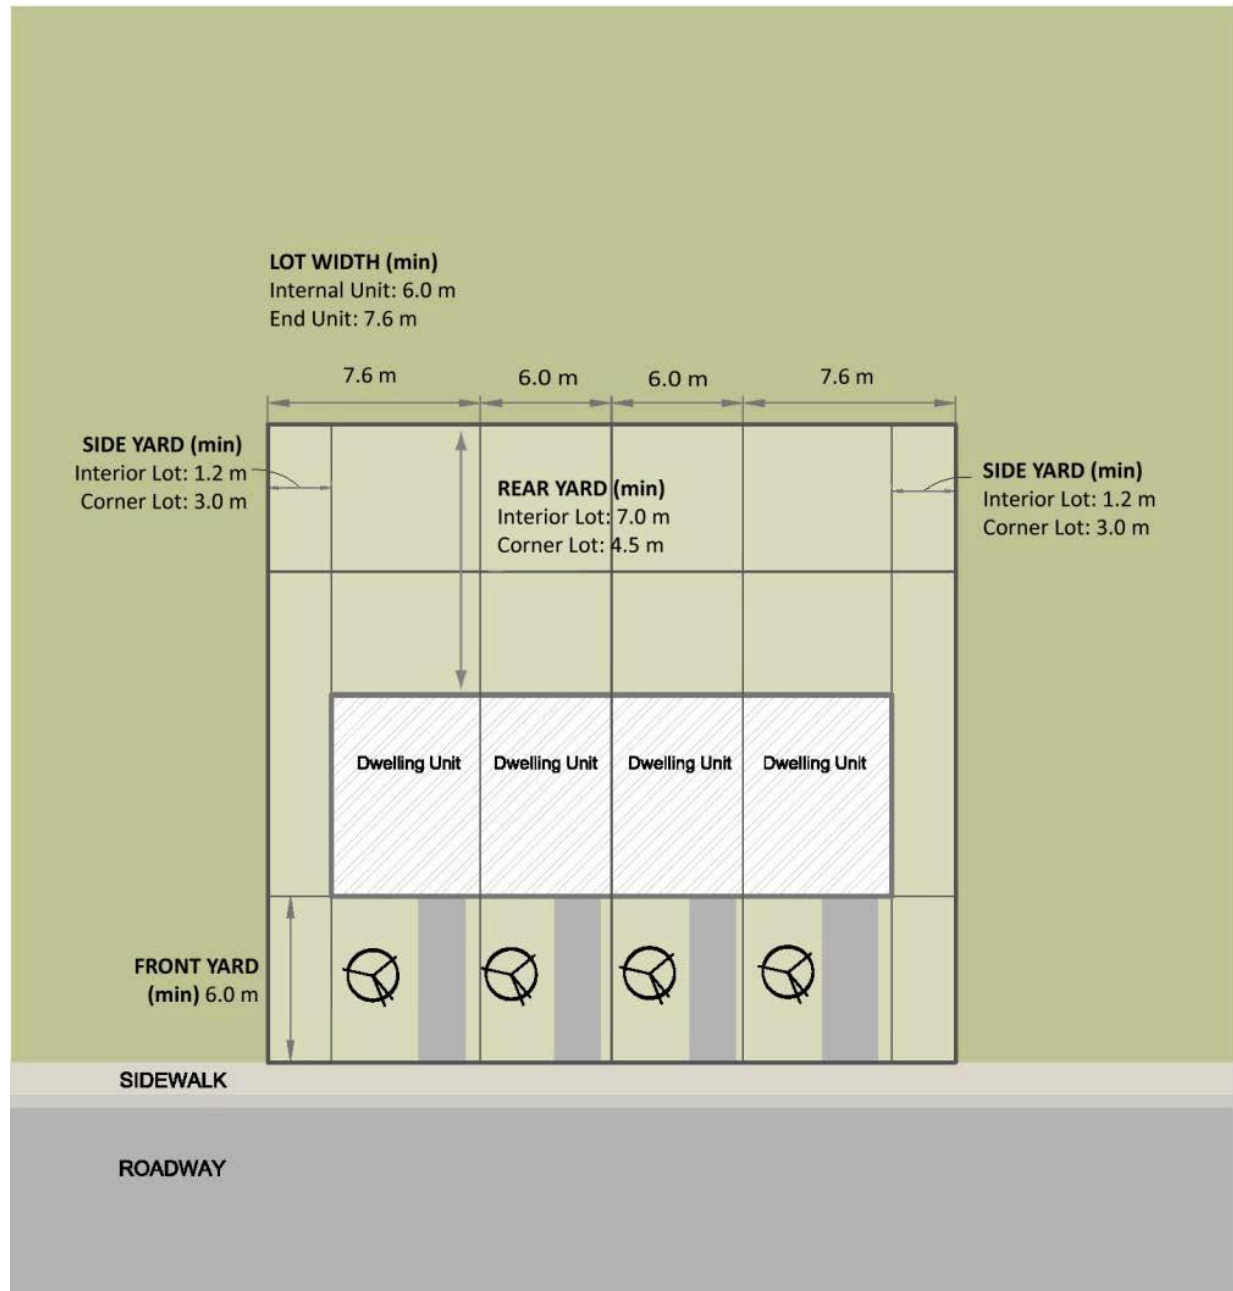 LOT WIDTH (min)
Internal Unit: 6.0 m
End Unit: 7.6 m
7.6 m
6.0 m
6.0 m
7.6 m
SIDE YARD (min)
Interior Lot: 1.2 m
Corner Lot: 3.0 m
REAR YARD (min)
Interior Lot: 7.0 m
Corner Lot: 4.5 m
SIDE YARD (min)
Interior Lot: 1.2 m
Corner Lot: 3.0 m
Dwelling Unit
Dwelling Unit
Dwelling Unit
Dwelling Unit
FRONT YARD
(min) 6.0 m
SIDEWALK
ROADWAY